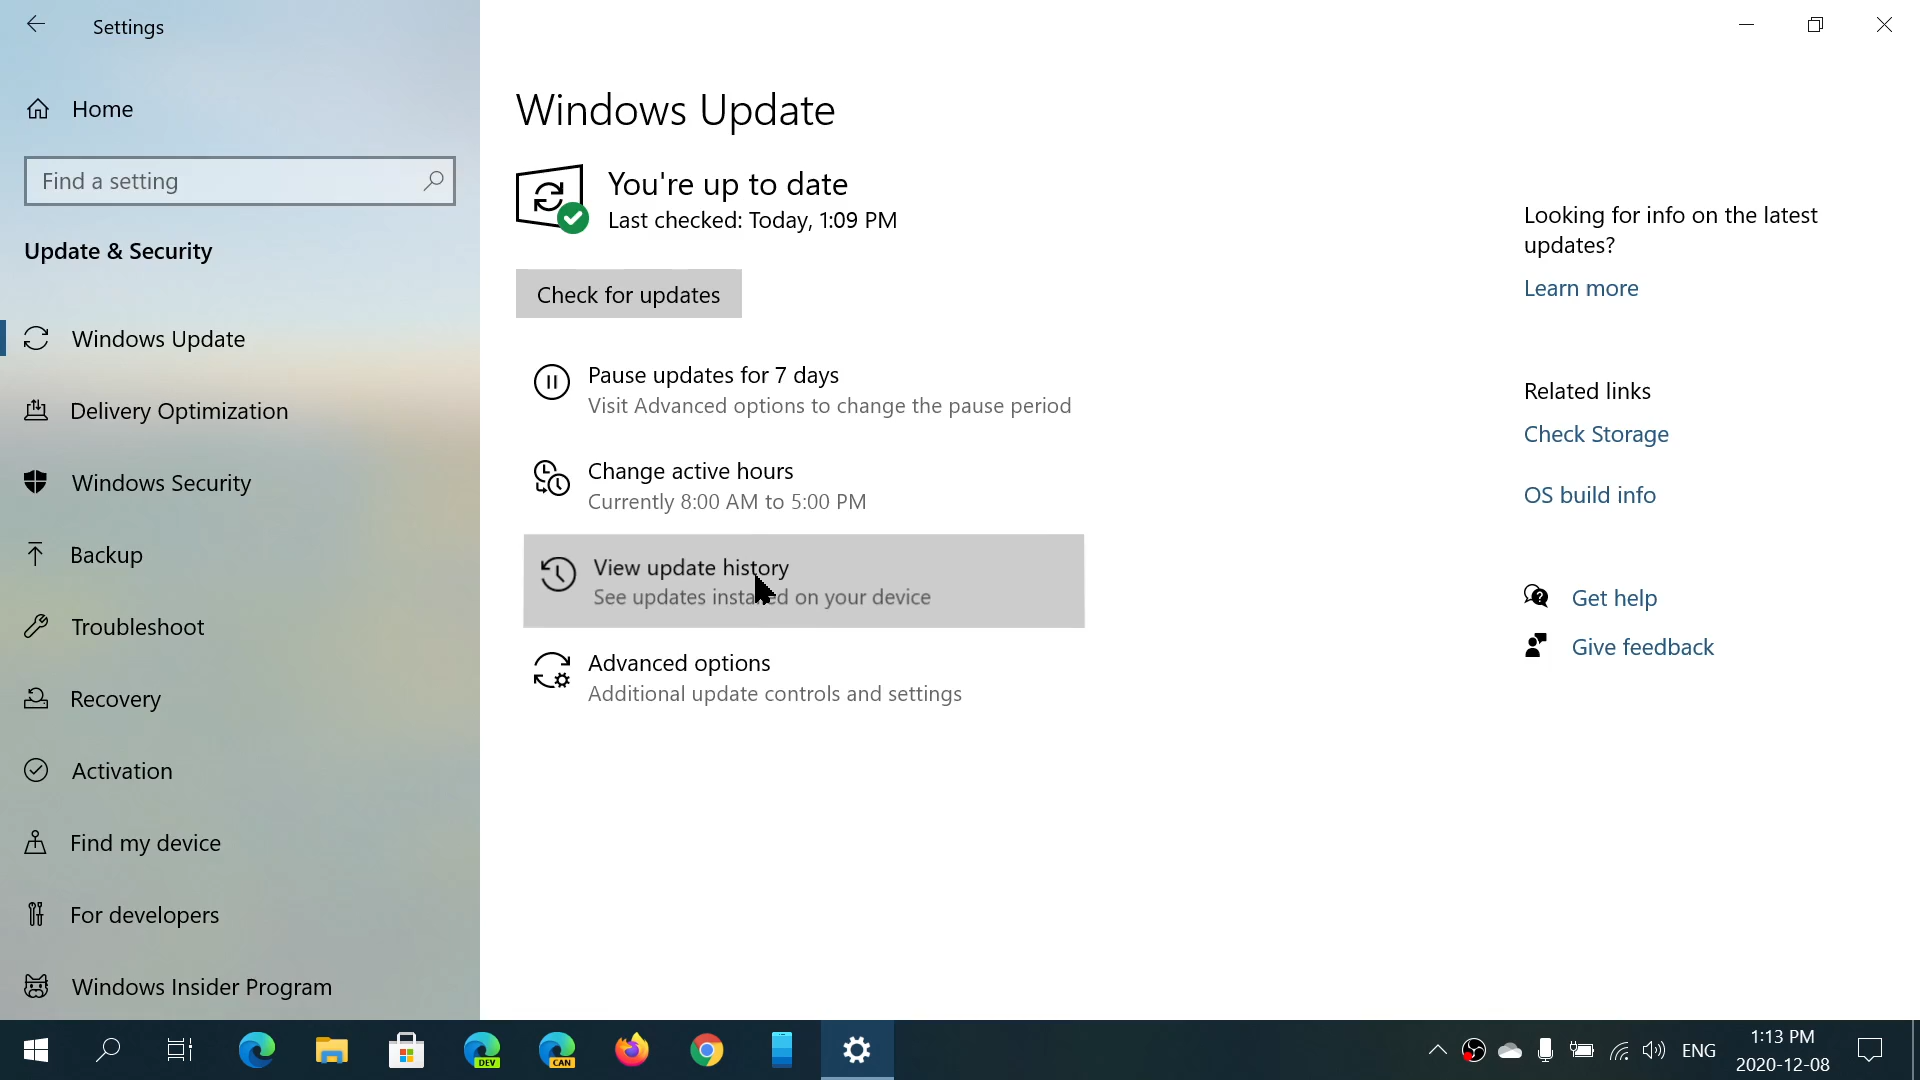 Settings
Home
Find a setting
Update & Security
Windows Update
Delivery Optimization
Windows Security
Backup
Troubleshoot
Recovery
Activation
Find my device
For developers
Windows Insider Program
Windows Update
You're up to date
Last checked: Today, 1:09 PM
Check for updates
Pause updates for 7 days
Visit Advanced options to change the pause period
Change active hours
Currently 8:00 AM to 5:00 PM
View update history
See updates installed on your device
Advanced options
Additional update controls and settings
Looking for info on the latest
updates?
Learn more
Related links
Check Storage
OS build info
Get help
Give feedback
DEV
CAN
ENG
1:13 PM
2020-12-08